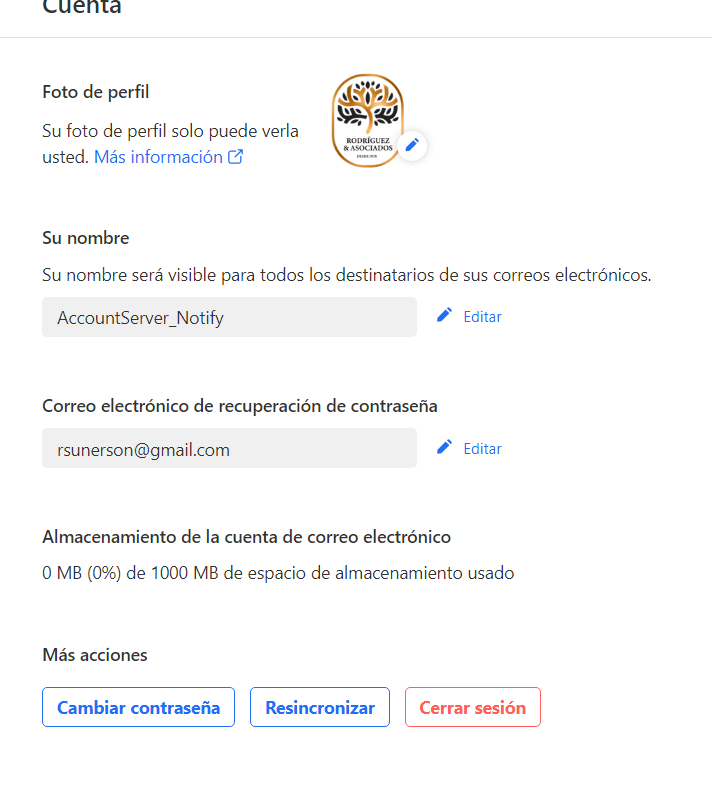 Cuenta
Foto de perfil
Su foto de perfil solo puede verla
usted. Más información
RODRÍGUEZ
& ASOCIADOS
DESDE 1978
Su nombre
Su nombre será visible para todos los destinatarios de sus correos electrónicos.
AccountServer_Notify
Editar
Correo electrónico de recuperación de contraseña
rsunerson@gmail.com
Editar
Almacenamiento de la cuenta de correo electrónico
0 MB (0%) de 1000 MB de espacio de almacenamiento usado
Más acciones
Cambiar contraseña
Resincronizar
Cerrar sesión